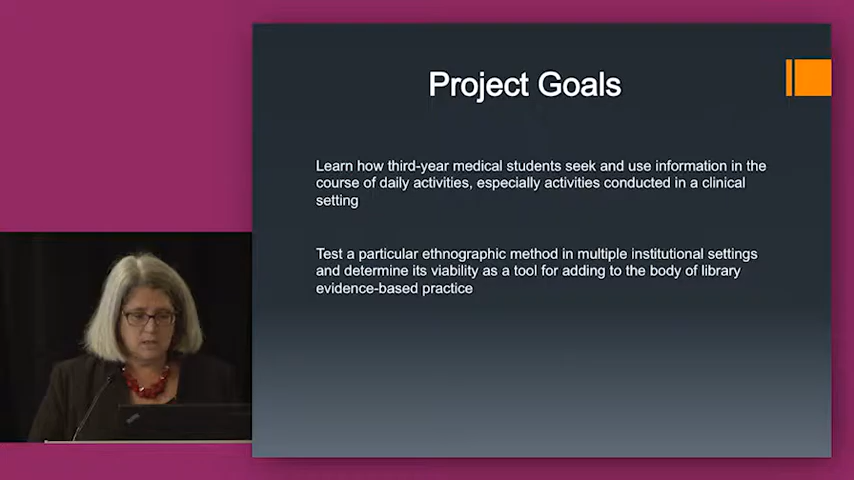 Project Goals
Learn how third-year medical students seek and use information in the
course of daily activities, especially activities conducted in a clinical
setting
Test a particular ethnographic method in multiple institutional settings
and determine its viability as a tool for adding to the body of library
evidence-based practice